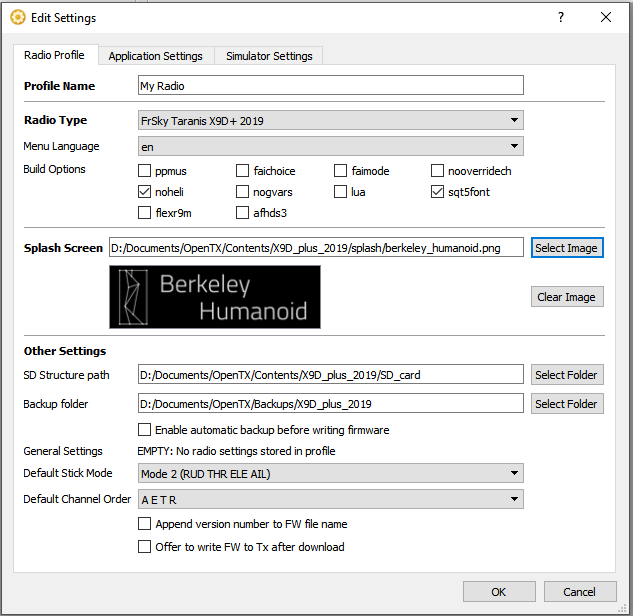 Edit Settings
?
Radio Profile
Application Settings
Simulator Settings
Profile Name
My Radio
Radio Type
FrSky Taranis X9D+ 2019
Menu Language
en
Build Options
ppmus
faichoice
faimode
nooverridech
noheli
nogvars
lua
sqt5font
flexr9m
afhds3
Splash Screen
D:/Documents/OpenTX/Contents/X9D_plus_2019/splash/berkeley_humanoid.png
Select Image
Berkeley
Humanoid
Clear Image
Other Settings
SD Structure path
D:/Documents/OpenTX/Contents/X9D_plus_2019/SD_card
Select Folder
Backup folder
D:/Documents/OpenTX/Backups/X9D_plus_2019
Select Folder
Enable automatic backup before writing firmware
General Settings
EMPTY: No radio settings stored in profile
Default Stick Mode
Mode 2 (RUD THR ELE AIL)
Default Channel Order
A E T R
Append version number to FW file name
Offer to write FW to Tx after download
OK
Cancel